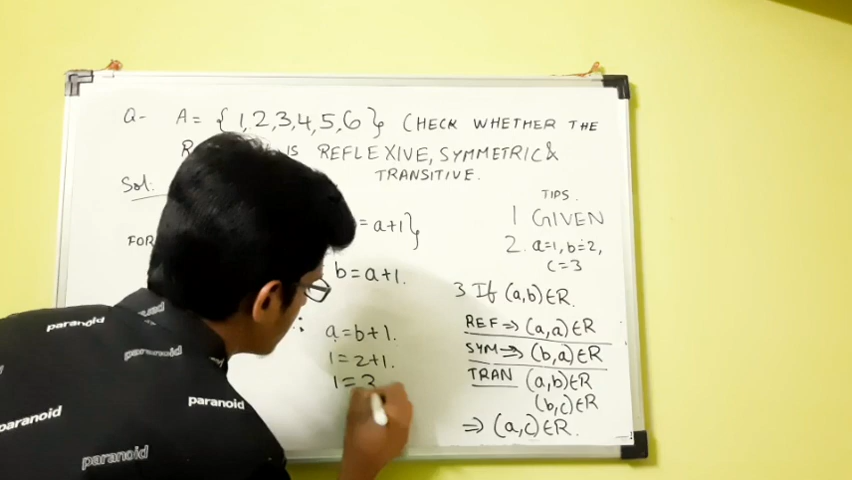 Q- A= { 1,2,3,4,5,6 } CHECK WHETHER THE
IS REFLEXIVE, SYMMETRIC &
TRANSITIVE.
Sol:
= a+1}
FOR
b = a+1.
∴
a = b+1.
1 = 2+1.
1 = 3
TIPS.
1 GIVEN
2. a=1, b=2,
c=3
3 If (a,b)∈R.
REF ⇒ (a,a)∈R
SYM ⇒ (b,a)∈R
TRAN (a,b)∈R
(b,c)∈R
⇒ (a,c)∈R.
paranoid
paranoid
paranoid
paranoid
paranoid